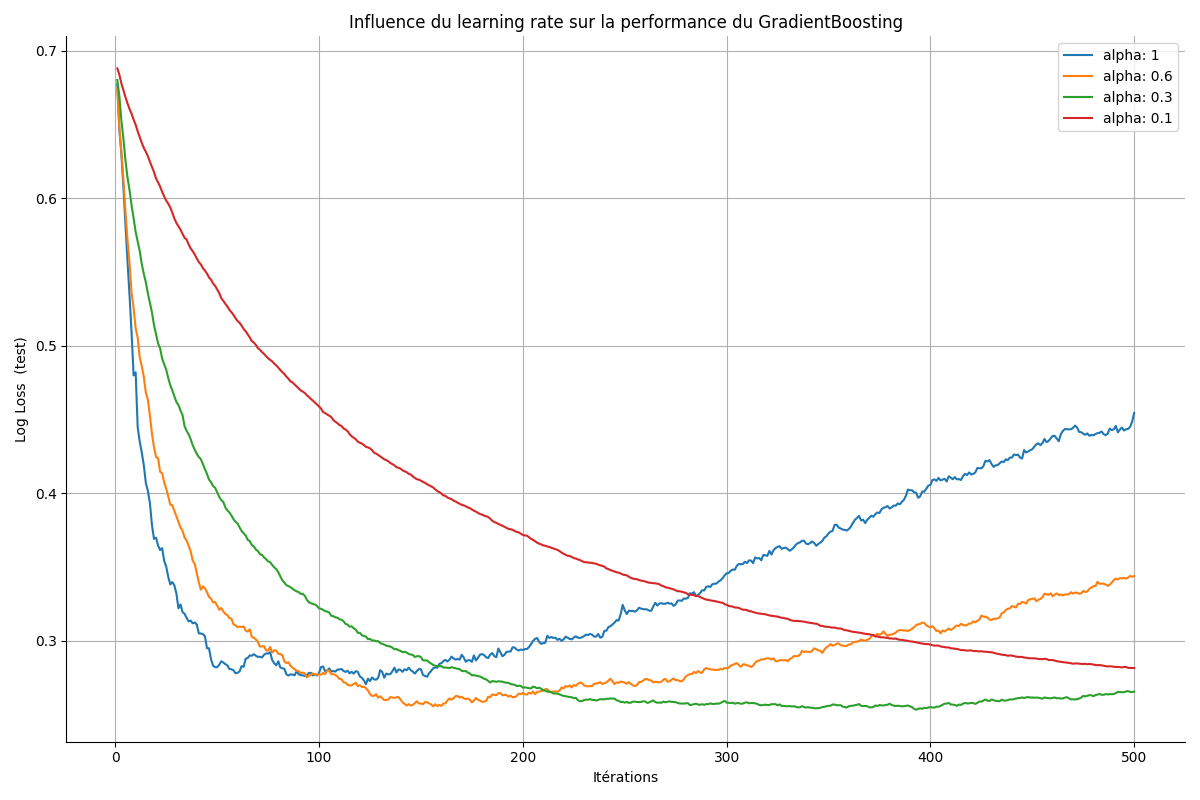 Influence du learning rate sur la performance du GradientBoosting
alpha: 1
alpha: 0.6
alpha: 0.3
alpha: 0.1
Log Loss  (test)
0.7
0.6
0.5
0.4
0.3
0
100
200
300
400
500
Itérations